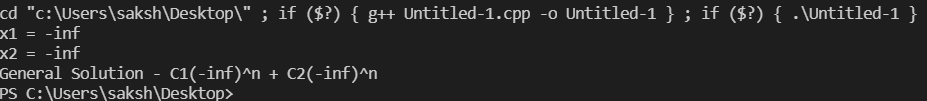 cd "c:\Users\saksh\Desktop\" ; if ($?) { g++ Untitled-1.cpp -o Untitled-1 } ; if ($?) { .\Untitled-1 }
x1 = -inf
x2 = -inf
General Solution - C1(-inf)^n + C2(-inf)^n
PS C:\Users\saksh\Desktop>